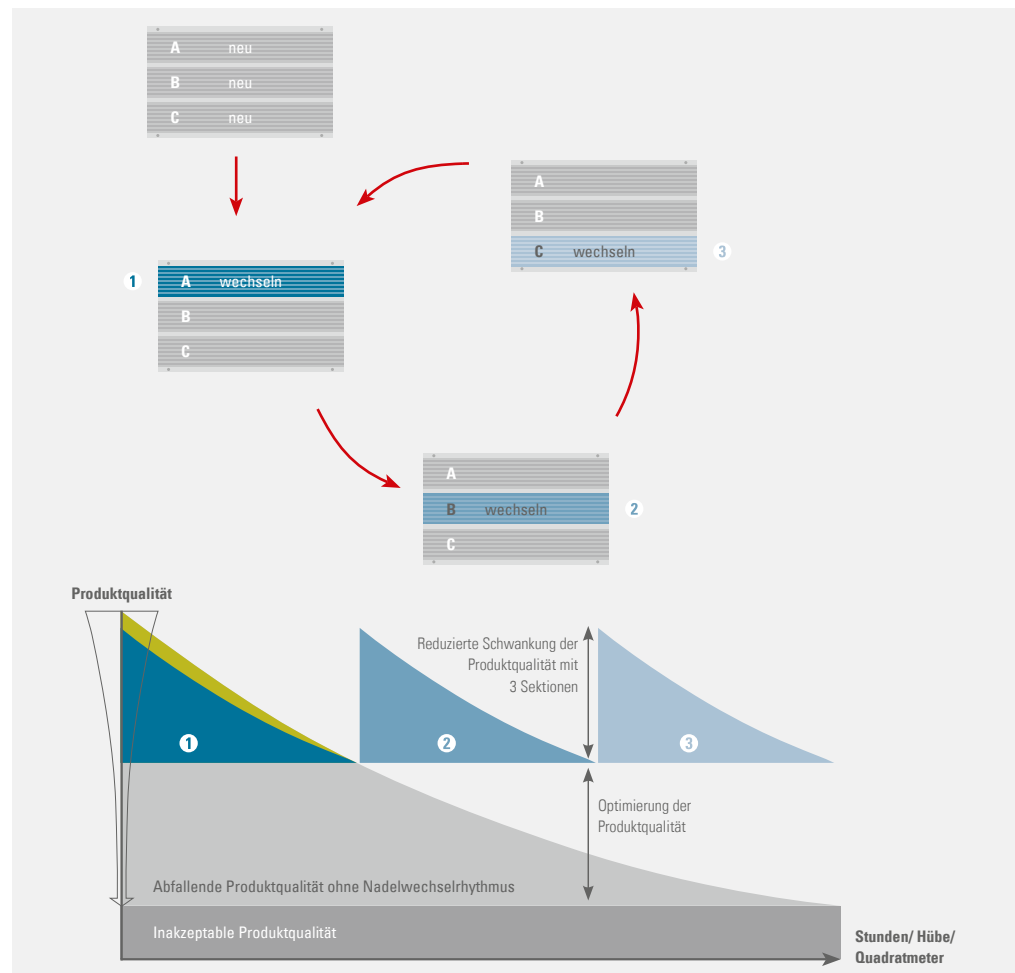 A neu
B neu
C neu
A
B
C wechseln
3
1
A wechseln
B
C
A
B wechseln
C
2
Produktqualität
Reduzierte Schwankung der
Produktqualität mit
3 Sektionen
1
2
3
Optimierung der
Produktqualität
Abfallende Produktqualität ohne Nadelwechselrhythmus
Inakzeptable Produktqualität
Stunden/ Hübe/
Quadratmeter